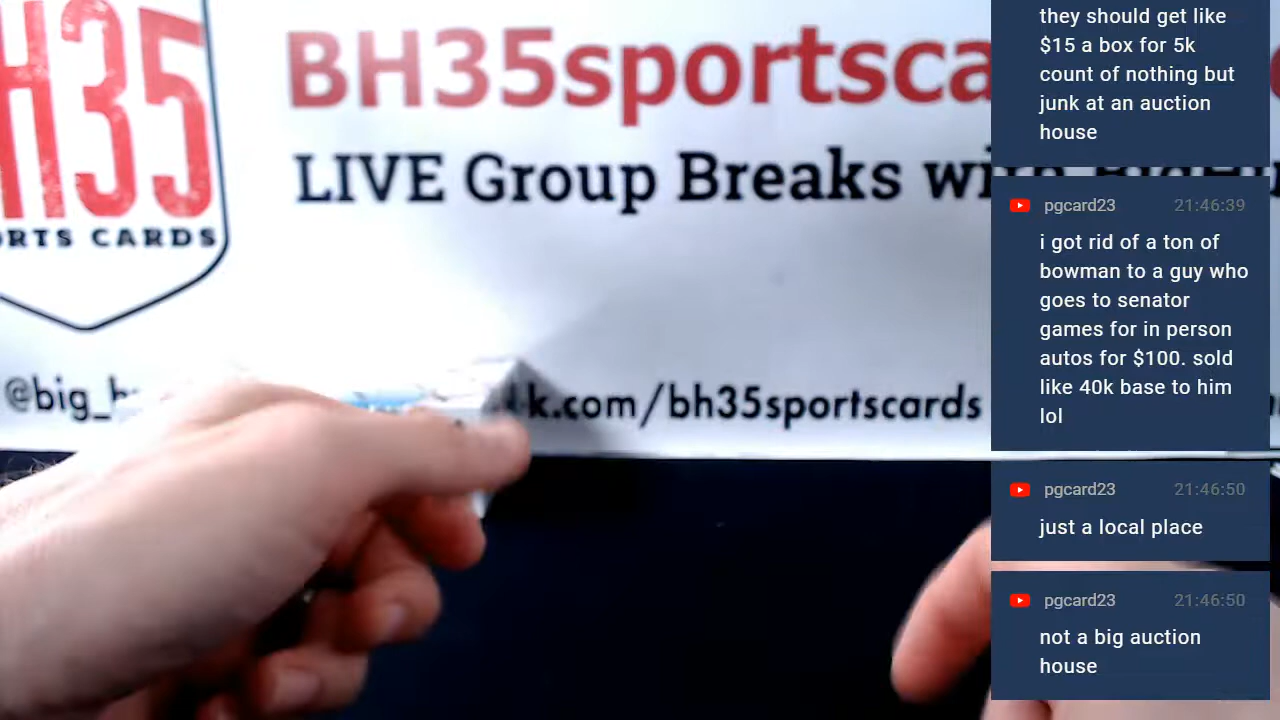 H35
ORTS CARDS
BH35sportsca
LIVE Group Breaks wi
@big_h
k.com/bh35sportscards
they should get like
$15 a box for 5k
count of nothing but
junk at an auction
house
pgcard23 21:46:39
i got rid of a ton of
bowman to a guy who
goes to senator
games for in person
autos for $100. sold
like 40k base to him
lol
pgcard23 21:46:50
just a local place
pgcard23 21:46:50
not a big auction
house